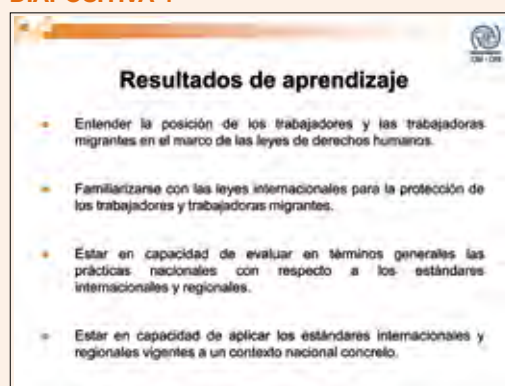 Resultados de aprendizaje
Entender la posición de los trabajadores y las trabajadoras
migrantes en el marco de las leyes de derechos humanos.
Familiarizarse con las leyes internacionales para la protección de
los trabajadores y trabajadoras migrantes.
Estar en capacidad de evaluar en términos generales las
prácticas nacionales con respecto a los estándares
internacionales y regionales.
Estar en capacidad de aplicar los estándares internacionales y
regionales vigentes a un contexto nacional concreto.